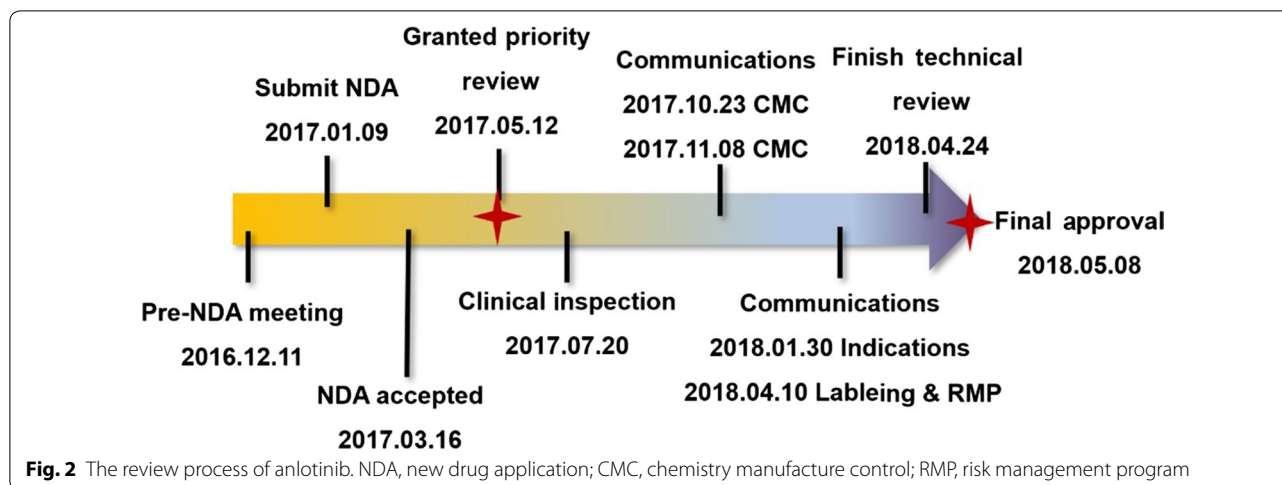 Granted priority
review
2017.05.12
Submit NDA
2017.01.09
Communications
2017.10.23 CMC
2017.11.08 CMC
Finish technical
review
2018.04.24
Final approval
2018.05.08
Pre-NDA meeting
2016.12.11
NDA accepted
2017.03.16
Clinical inspection
2017.07.20
Communications
2018.01.30 Indications
2018.04.10 Lableing & RMP
Fig. 2 The review process of anlotinib. NDA, new drug application; CMC, chemistry manufacture control; RMP, risk management program